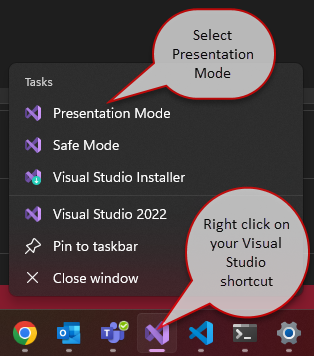 Select
Presentation
Mode
Tasks
Presentation Mode
Safe Mode
Visual Studio Installer
Visual Studio 2022
Pin to taskbar
Close window
Right click on
your Visual
Studio
shortcut